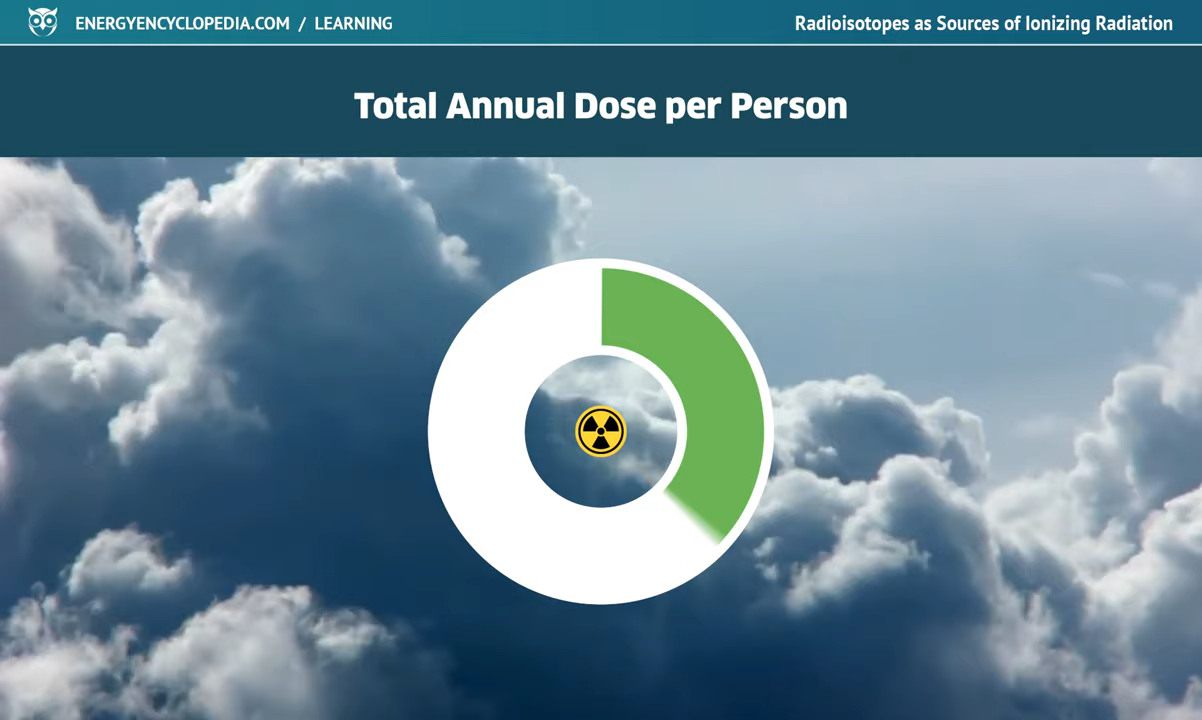 ENERGYENCYCLOPEDIA.COM / LEARNING
Radioisotopes as Sources of Ionizing Radiation
Total Annual Dose per Person